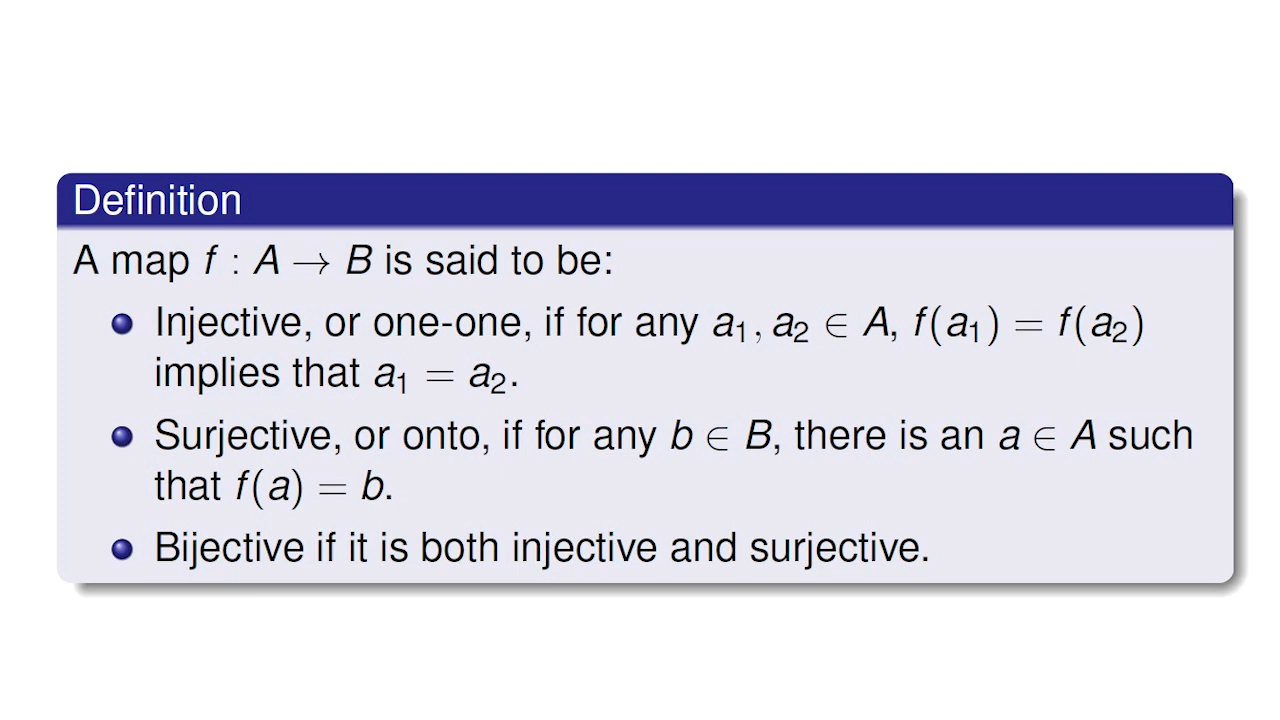 Definition
A map f : A → B is said to be:
Injective, or one-one, if for any a₁, a₂ ∈ A, f(a₁) = f(a₂)
implies that a₁ = a₂.
Surjective, or onto, if for any b ∈ B, there is an a ∈ A such
that f(a) = b.
Bijective if it is both injective and surjective.